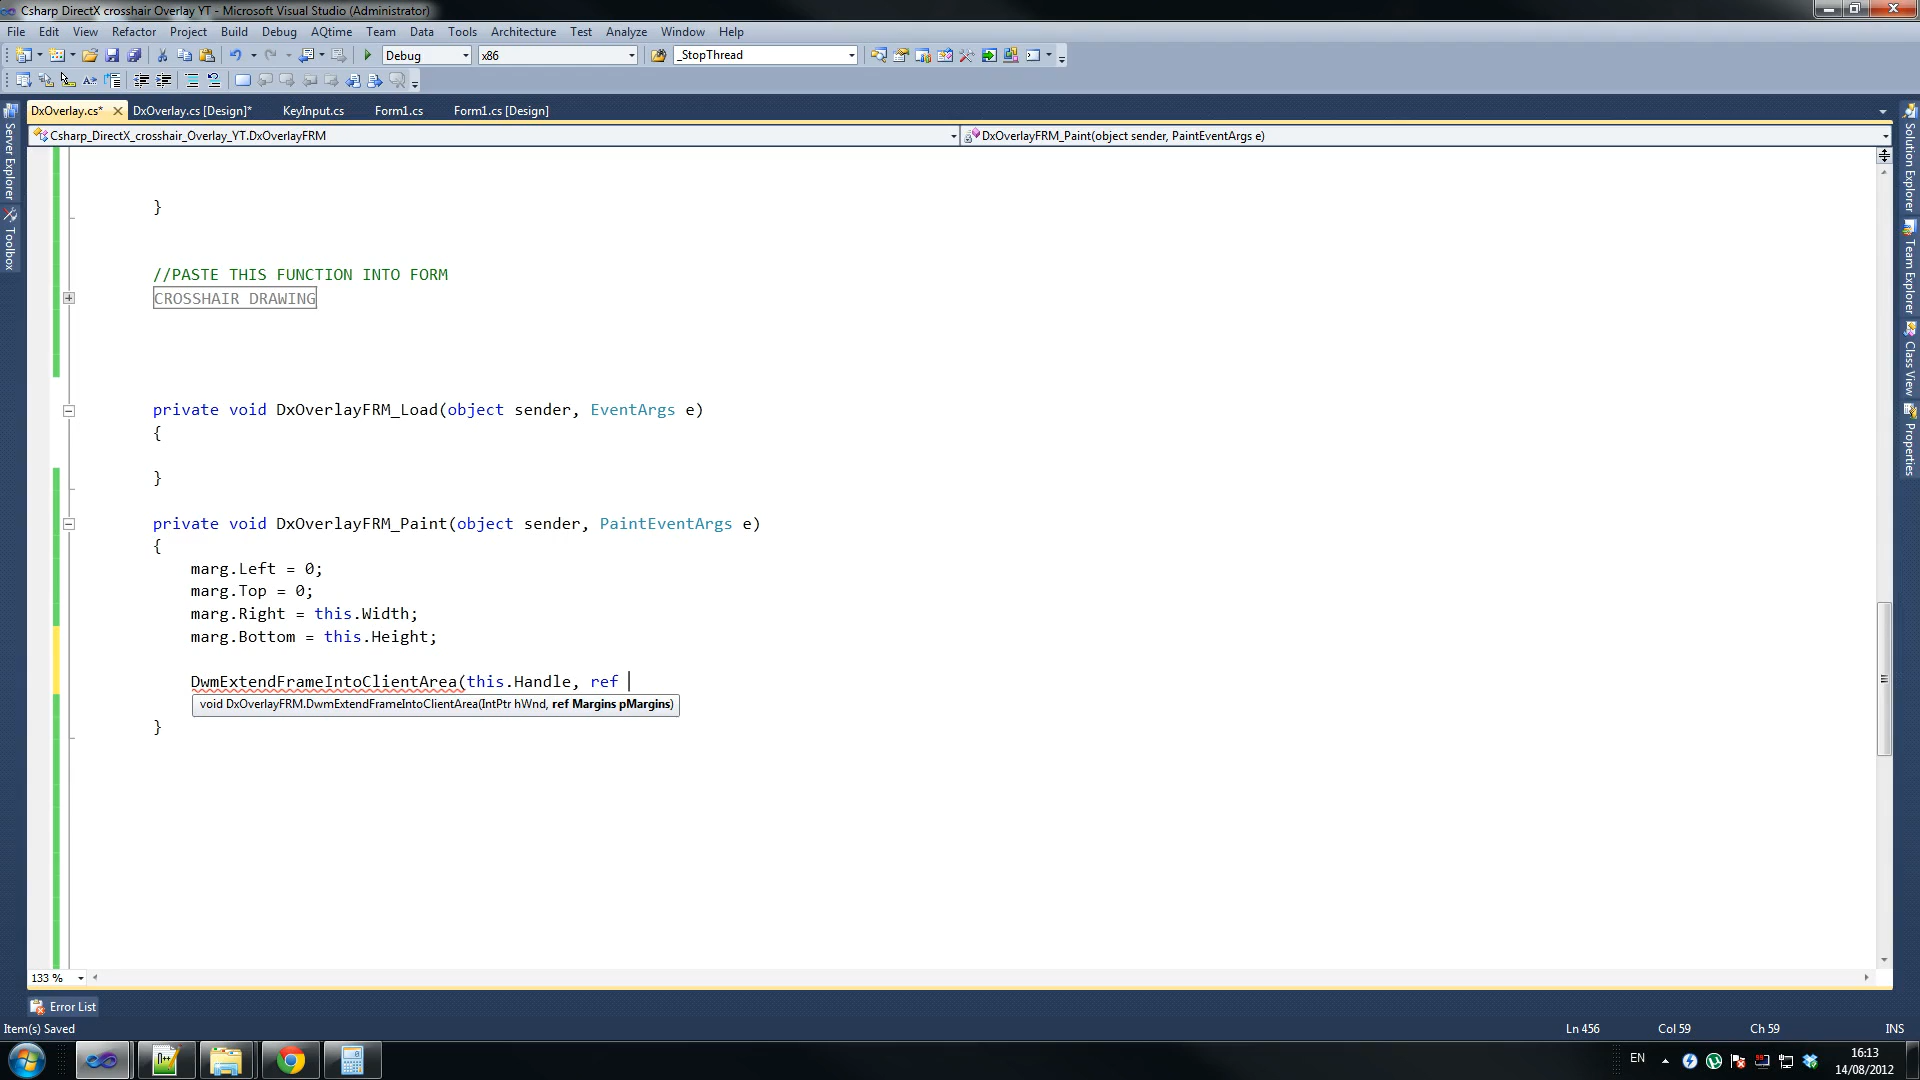 Csharp DirectX crosshair Overlay YT - Microsoft Visual Studio (Administrator)
File Edit View Refactor Project Build Debug AQtime Team Data Tools Architecture Test Analyze Window Help
Debug x86 _StopThread
DxOverlay.cs* DxOverlay.cs [Design]* KeyInput.cs Form1.cs Form1.cs [Design]
Csharp_DirectX_crosshair_Overlay_YT.DxOverlayFRM DxOverlayFRM_Paint(object sender, PaintEventArgs e)
Server Explorer
Toolbox
Solution Explorer
Team Explorer
Class View
Properties
}
//PASTE THIS FUNCTION INTO FORM
CROSSHAIR DRAWING
private void DxOverlayFRM_Load(object sender, EventArgs e)
{
}
private void DxOverlayFRM_Paint(object sender, PaintEventArgs e)
{
marg.Left = 0;
marg.Top = 0;
marg.Right = this.Width;
marg.Bottom = this.Height;
DwmExtendFrameIntoClientArea(this.Handle, ref
void DxOverlayFRM.DwmExtendFrameIntoClientArea(IntPtr hWnd, ref Margins pMargins)
}
133 %
Error List
Item(s) Saved Ln 456 Col 59 Ch 59 INS
EN 16:13
14/08/2012